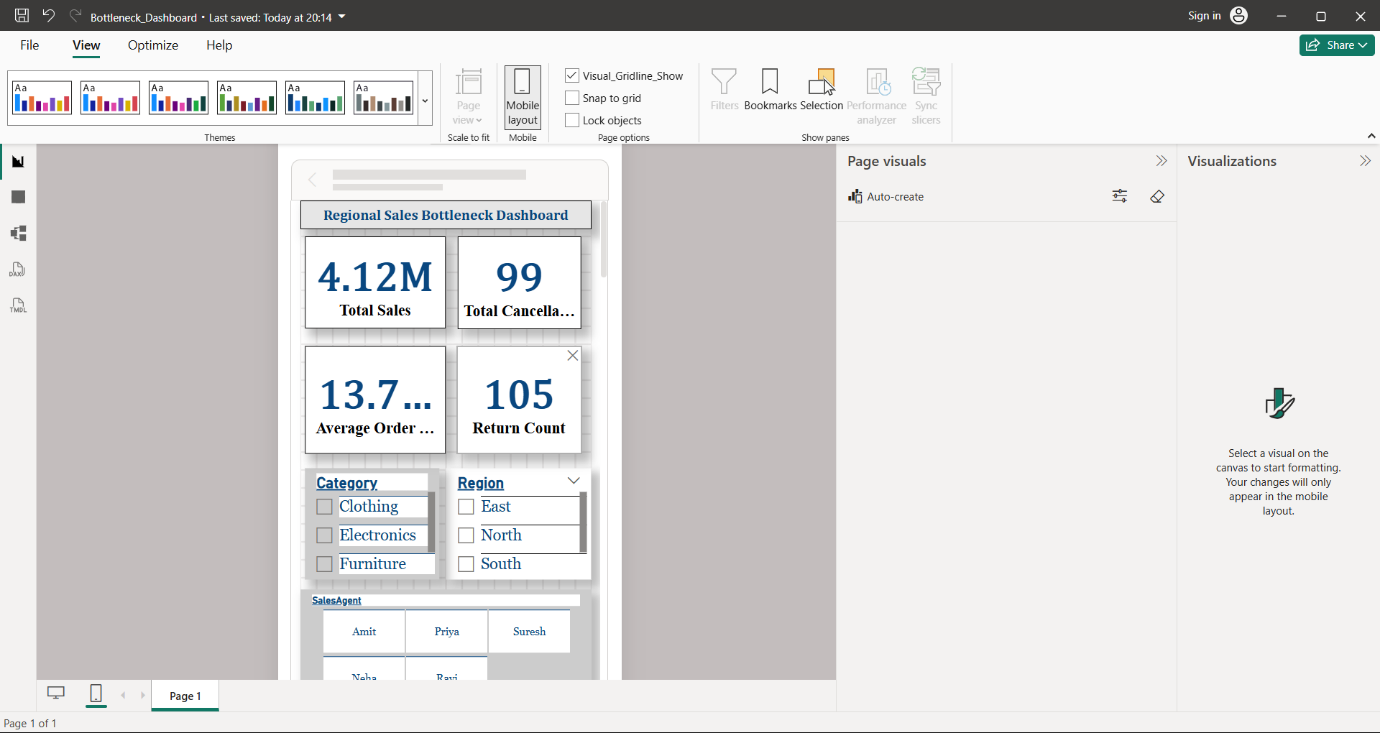 Bottleneck_Dashboard • Last saved: Today at 20:14
Sign in
File View Optimize Help
Share
Aa Aa Aa Aa Aa Aa
Themes
Page view
Scale to fit
Mobile layout
Mobile
Visual_Gridline_Show
Snap to grid
Lock objects
Page options
Filters
Bookmarks
Selection
Performance analyzer
Sync slicers
Show panes
DAX
TMDL
Regional Sales Bottleneck Dashboard
4.12M
Total Sales
99
Total Cancella...
13.7...
Average Order ...
105
Return Count
Category
Clothing
Electronics
Furniture
Region
East
North
South
SalesAgent
Amit Priya Suresh
Neha Ravi
Page visuals
Auto-create
Visualizations
Select a visual on the
canvas to start formatting.
Your changes will only
appear in the mobile
layout.
Page 1
Page 1 of 1